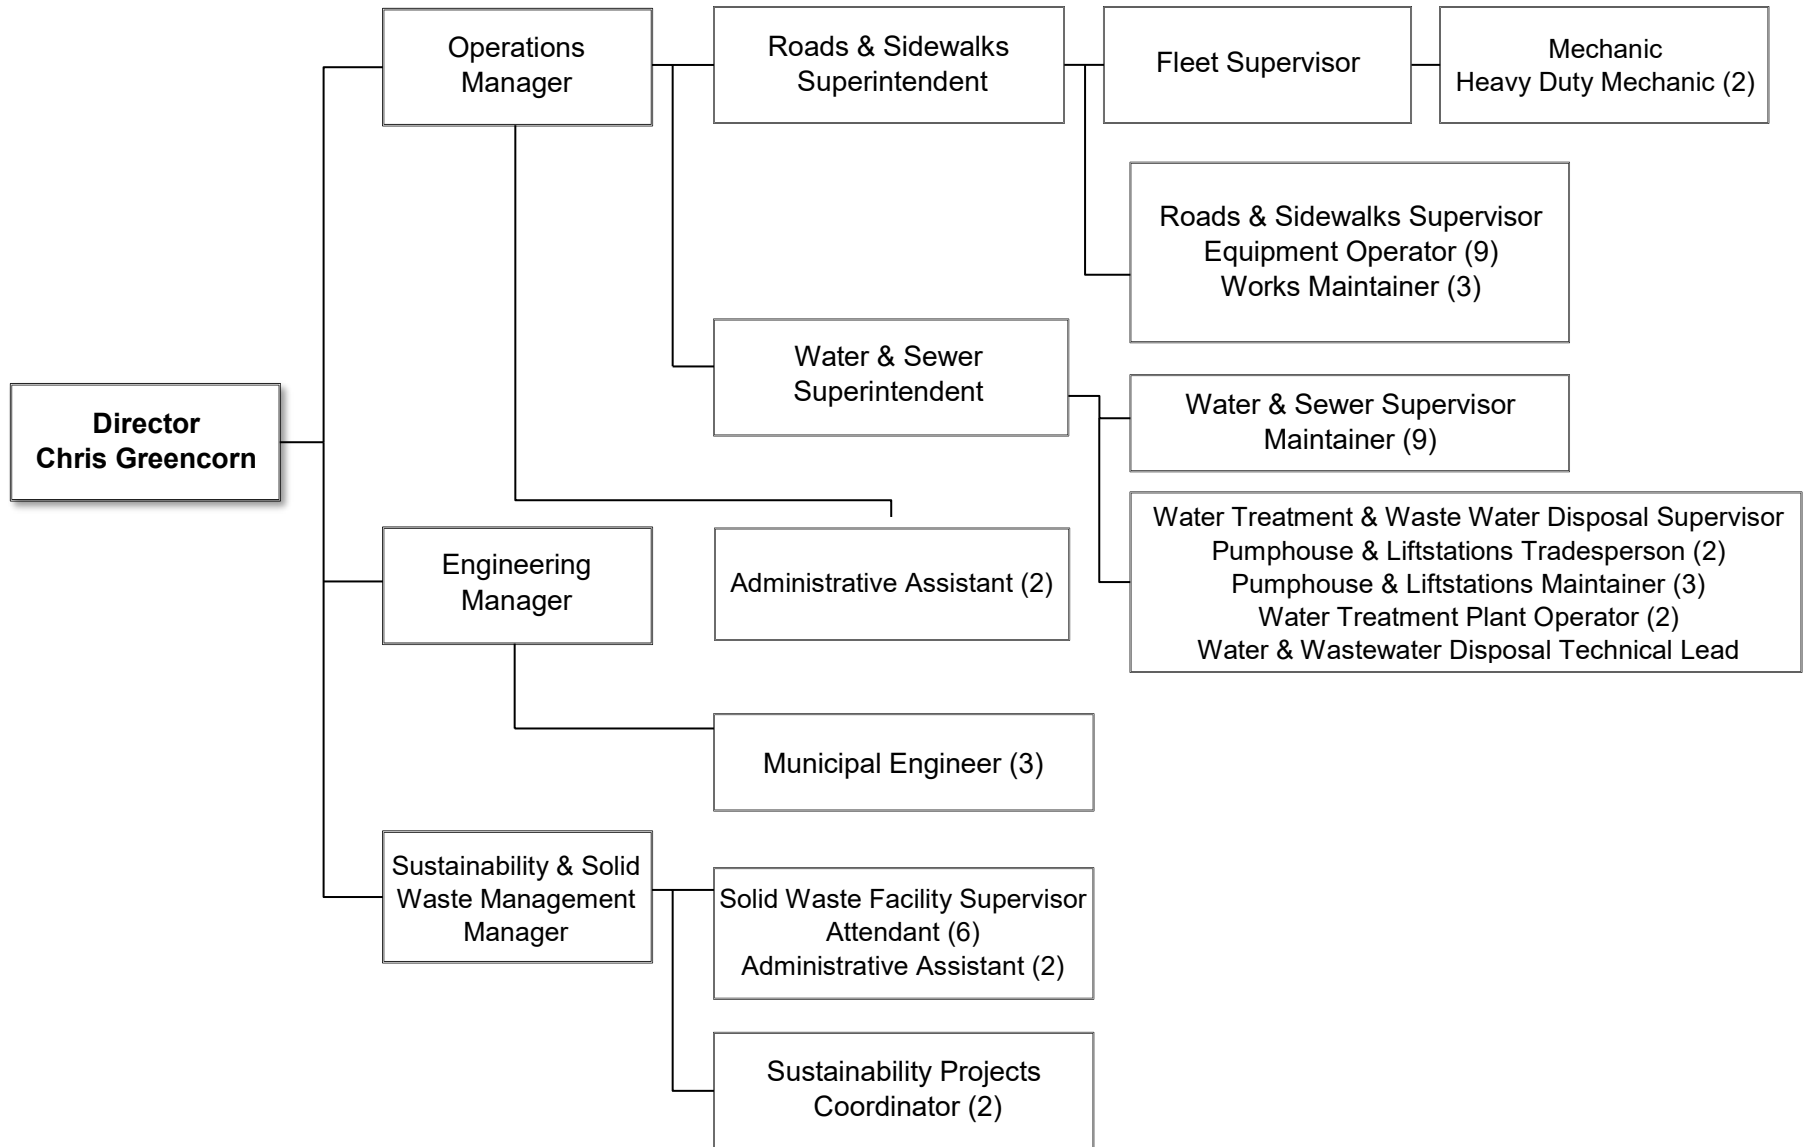 Operations
Manager
Roads & Sidewalks
Superintendent
Fleet Supervisor
Mechanic
Heavy Duty Mechanic (2)
Roads & Sidewalks Supervisor
Equipment Operator (9)
Works Maintainer (3)
Water & Sewer
Superintendent
Water & Sewer Supervisor
Maintainer (9)
Director
Chris Greencorn
Water Treatment & Waste Water Disposal Supervisor
Pumphouse & Liftstations Tradesperson (2)
Pumphouse & Liftstations Maintainer (3)
Water Treatment Plant Operator (2)
Water & Wastewater Disposal Technical Lead
Engineering
Manager
Administrative Assistant (2)
Municipal Engineer (3)
Sustainability & Solid
Waste Management
Manager
Solid Waste Facility Supervisor
Attendant (6)
Administrative Assistant (2)
Sustainability Projects
Coordinator (2)